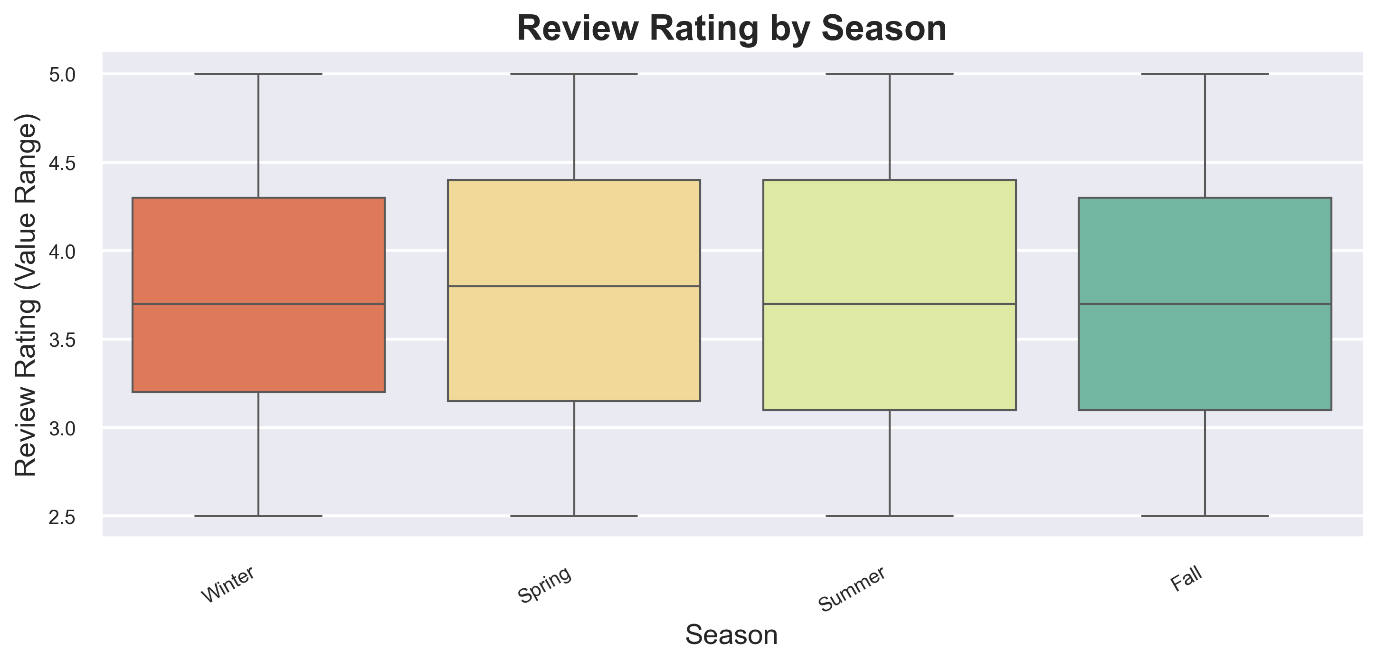 Review Rating by Season
Review Rating (Value Range)
5.0
4.5
4.0
3.5
3.0
2.5
Winter
Spring
Summer
Fall
Season